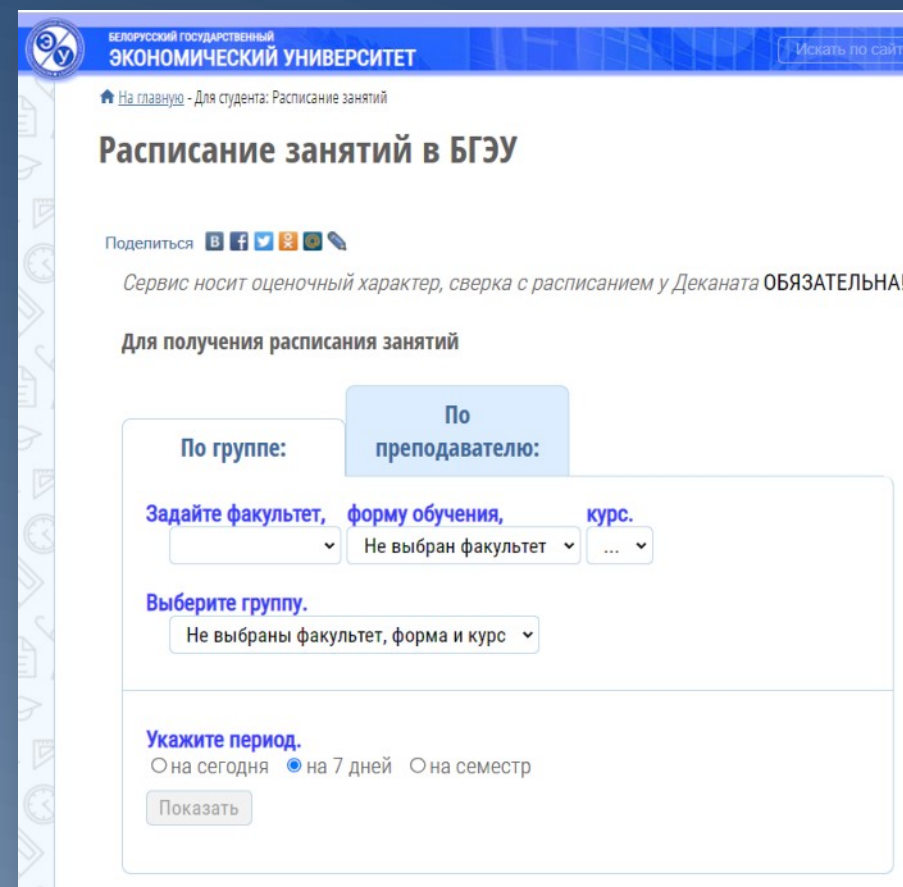 БЕЛОРУССКИЙ ГОСУДАРСТВЕННЫЙ
ЭКОНОМИЧЕСКИЙ УНИВЕРСИТЕТ
Искать по сайт
На главную - Для студента: Расписание занятий
Расписание занятий в БГЭУ
Поделиться
Сервис носит оценочный характер, сверка с расписанием у Деканата ОБЯЗАТЕЛЬНА!
Для получения расписания занятий
По группе:
По
преподавателю:
Задайте факультет, форму обучения, курс.
Не выбран факультет ...
Выберите группу.
Не выбраны факультет, форма и курс
Укажите период.
на сегодня на 7 дней на семестр
Показать